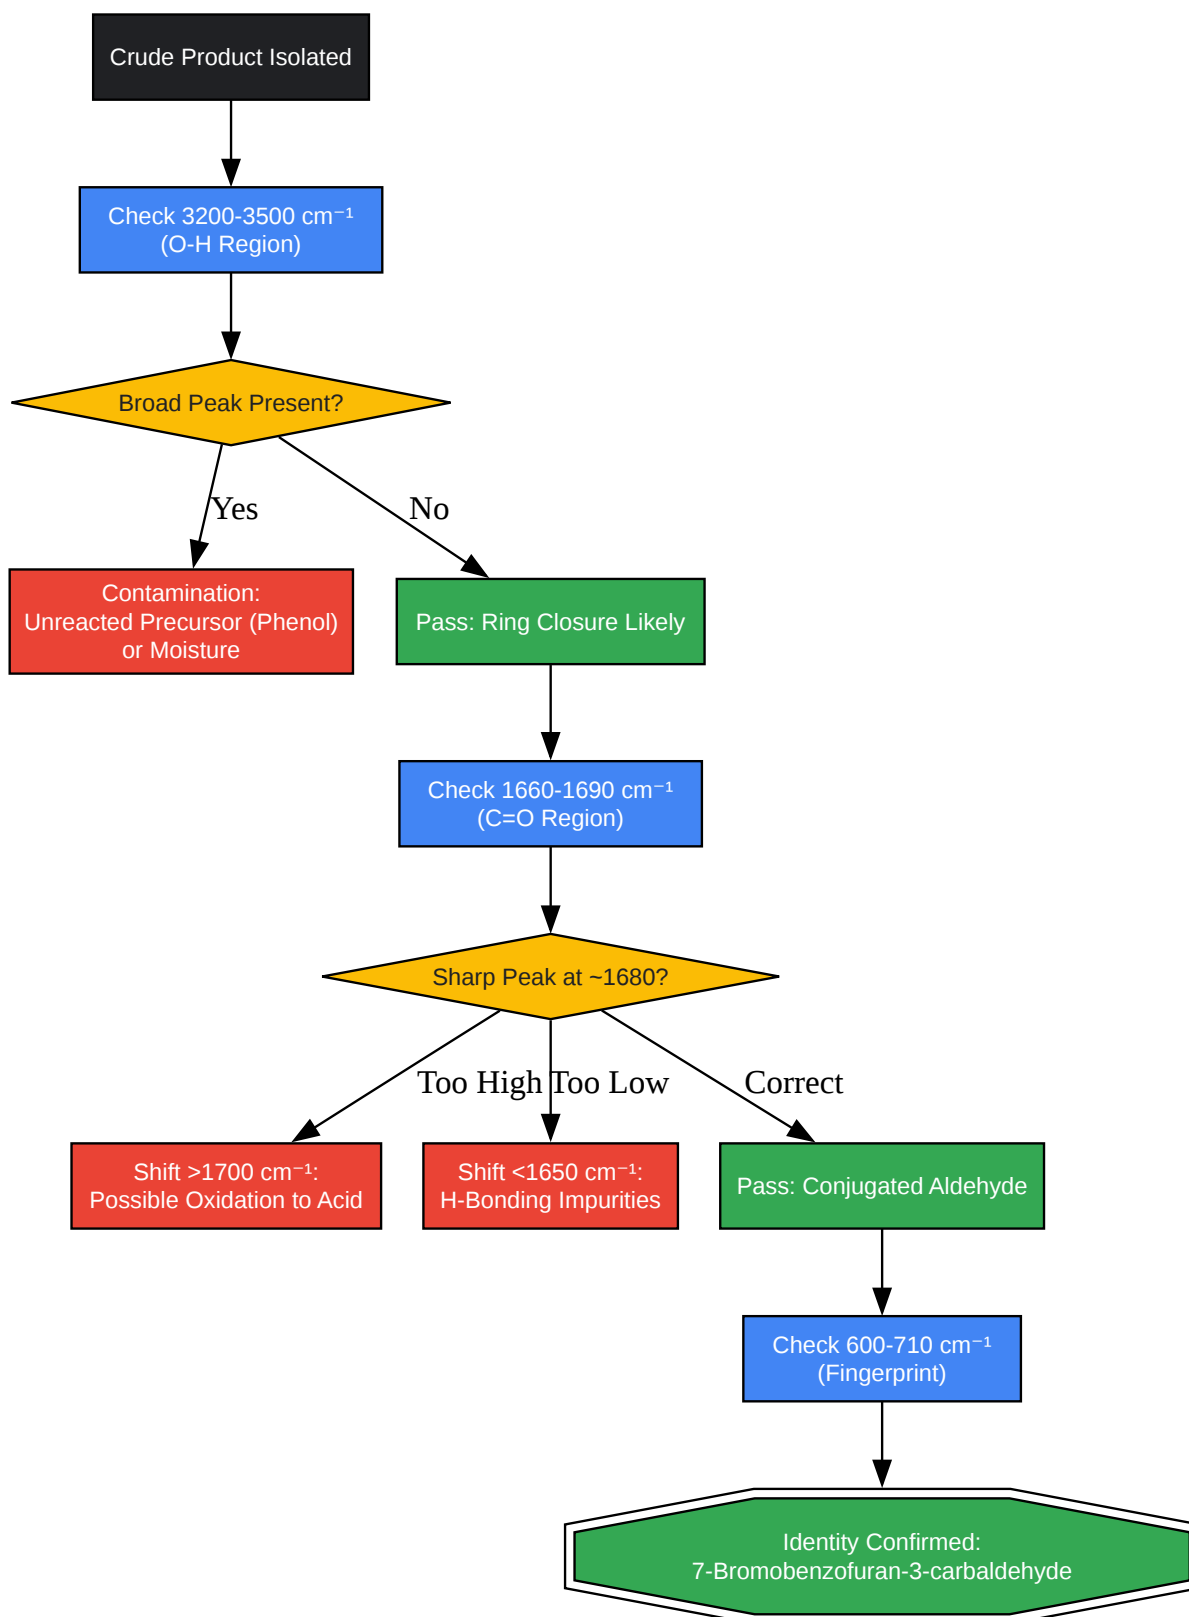 Crude Product Isolated
Check 3200-3500 cm⁻¹
(O-H Region)
Broad Peak Present?
Yes
No
Contamination:
Unreacted Precursor (Phenol)
or Moisture
Pass: Ring Closure Likely
Check 1660-1690 cm⁻¹
(C=O Region)
Sharp Peak at ~1680?
Too High
Too Low
Correct
Shift >1700 cm⁻¹:
Possible Oxidation to Acid
Shift <1650 cm⁻¹:
H-Bonding Impurities
Pass: Conjugated Aldehyde
Check 600-710 cm⁻¹
(Fingerprint)
Identity Confirmed:
7-Bromobenzofuran-3-carbaldehyde